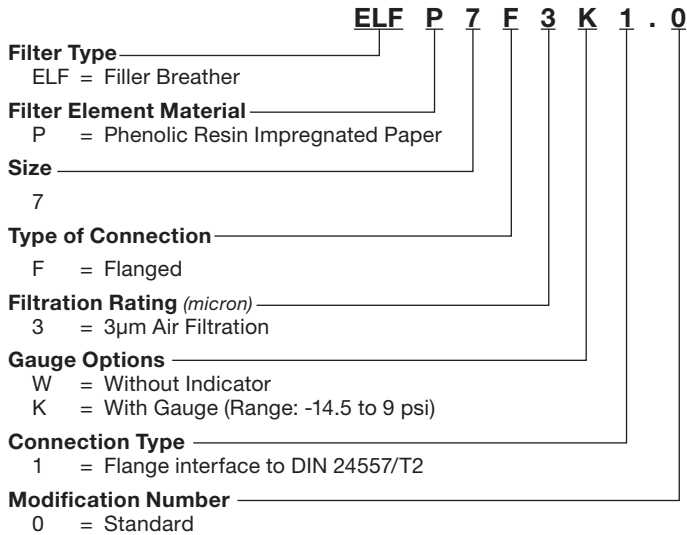 ELF P 7 F 3 K 1 . 0
Filter Type
ELF = Filler Breather
Filter Element Material
P = Phenolic Resin Impregnated Paper
Size
7
Type of Connection
F = Flanged
Filtration Rating (micron)
3 = 3µm Air Filtration
Gauge Options
W = Without Indicator
K = With Gauge (Range: -14.5 to 9 psi)
Connection Type
1 = Flange interface to DIN 24557/T2
Modification Number
0 = Standard